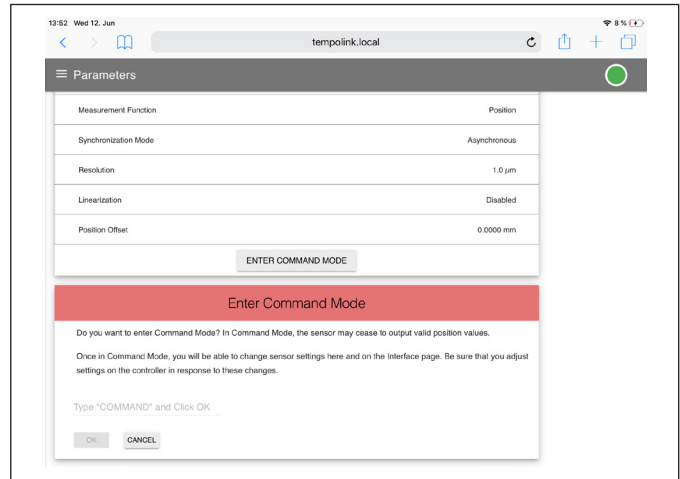 13:52 Wed 12. Jun 8 %
tempolink.local
Parameters
Measurement Function Position
Synchronization Mode Asynchronous
Resolution 1.0 µm
Linearization Disabled
Position Offset 0.0000 mm
ENTER COMMAND MODE
Enter Command Mode
Do you want to enter Command Mode? In Command Mode, the sensor may cease to output valid position values.
Once in Command Mode, you will be able to change sensor settings here and on the Interface page. Be sure that you adjust
settings on the controller in response to these changes.
Type "COMMAND" and Click OK
OK CANCEL